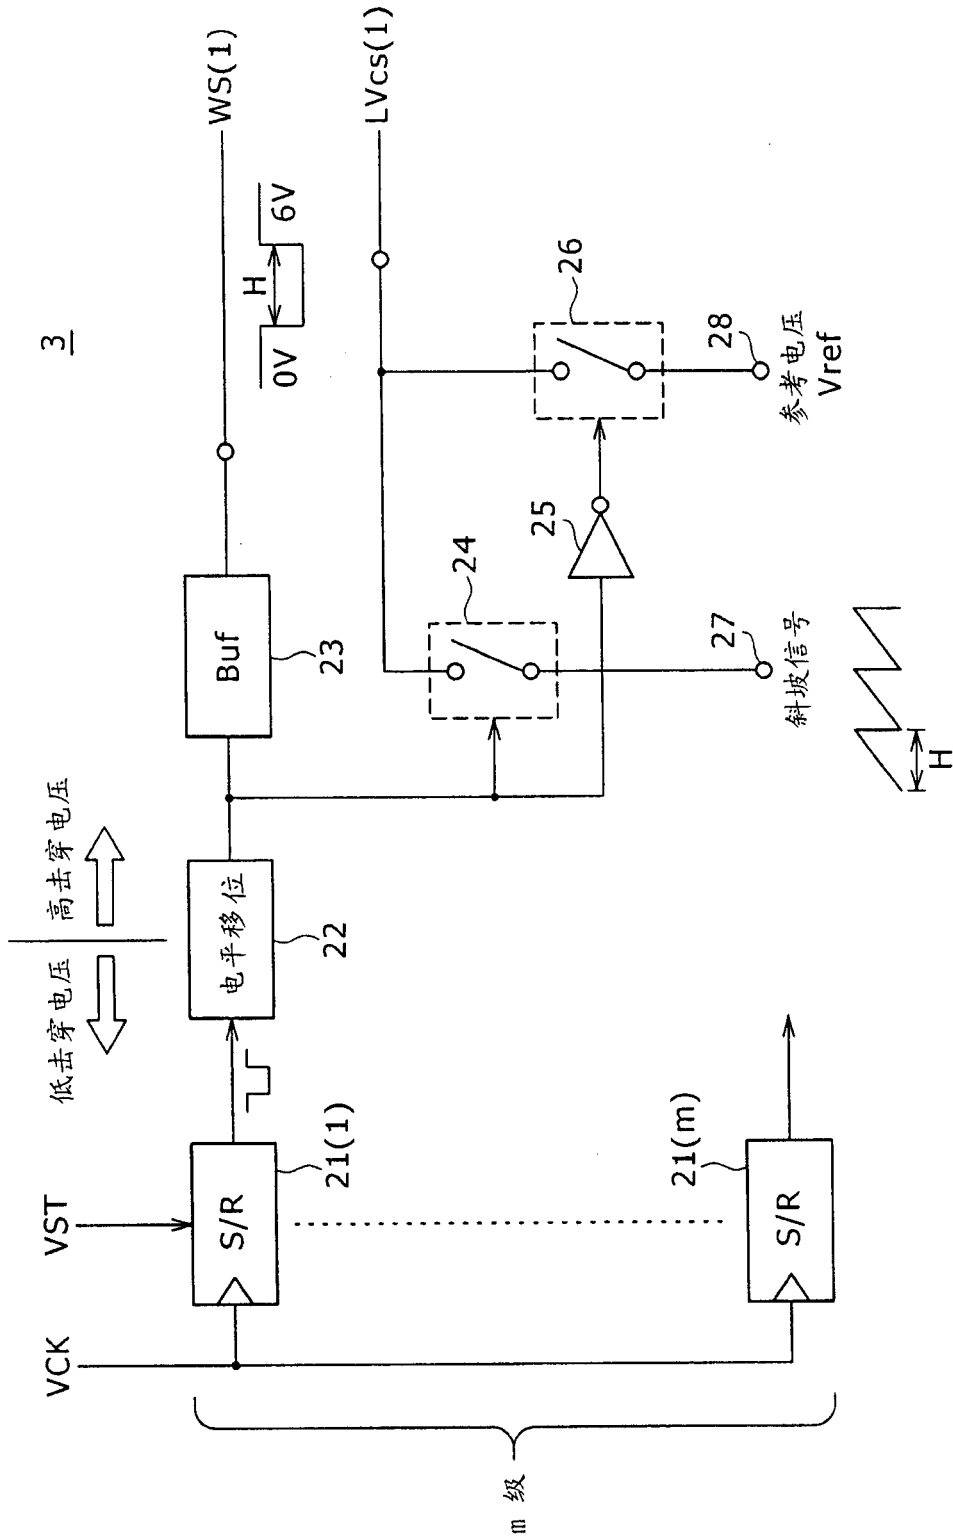 3
低击穿电压
高击穿电压
VCK
VST
S/R
21(1)
电平移位
22
Buf
23
WS(1)
0V
H
6V
LVcs(1)
24
25
26
27
斜坡信号
H
28
参考电压
Vref
S/R
21(m)
m 级